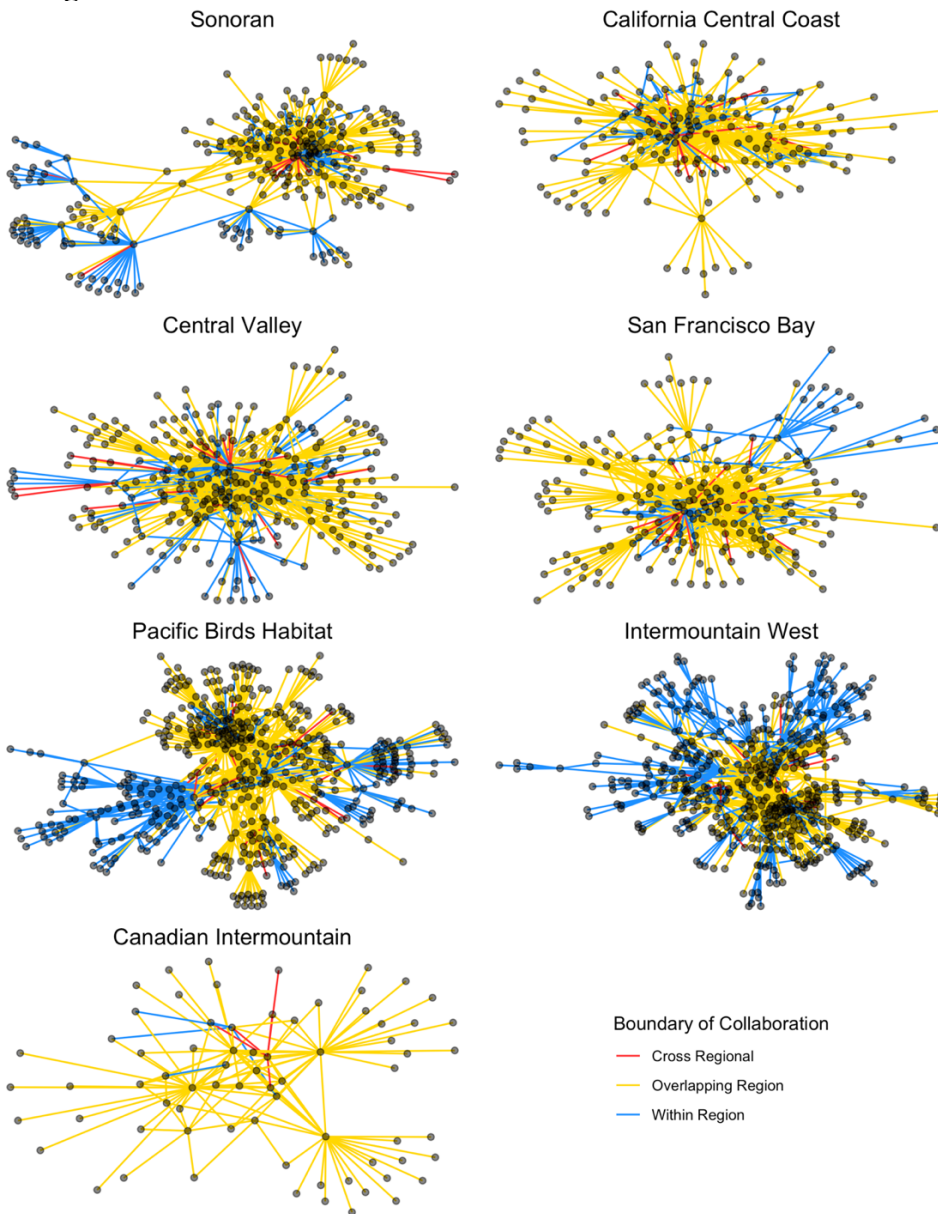 Sonoran
California Central Coast
Central Valley
San Francisco Bay
Pacific Birds Habitat
Intermountain West
Canadian Intermountain
Boundary of Collaboration
Cross Regional
Overlapping Region
Within Region